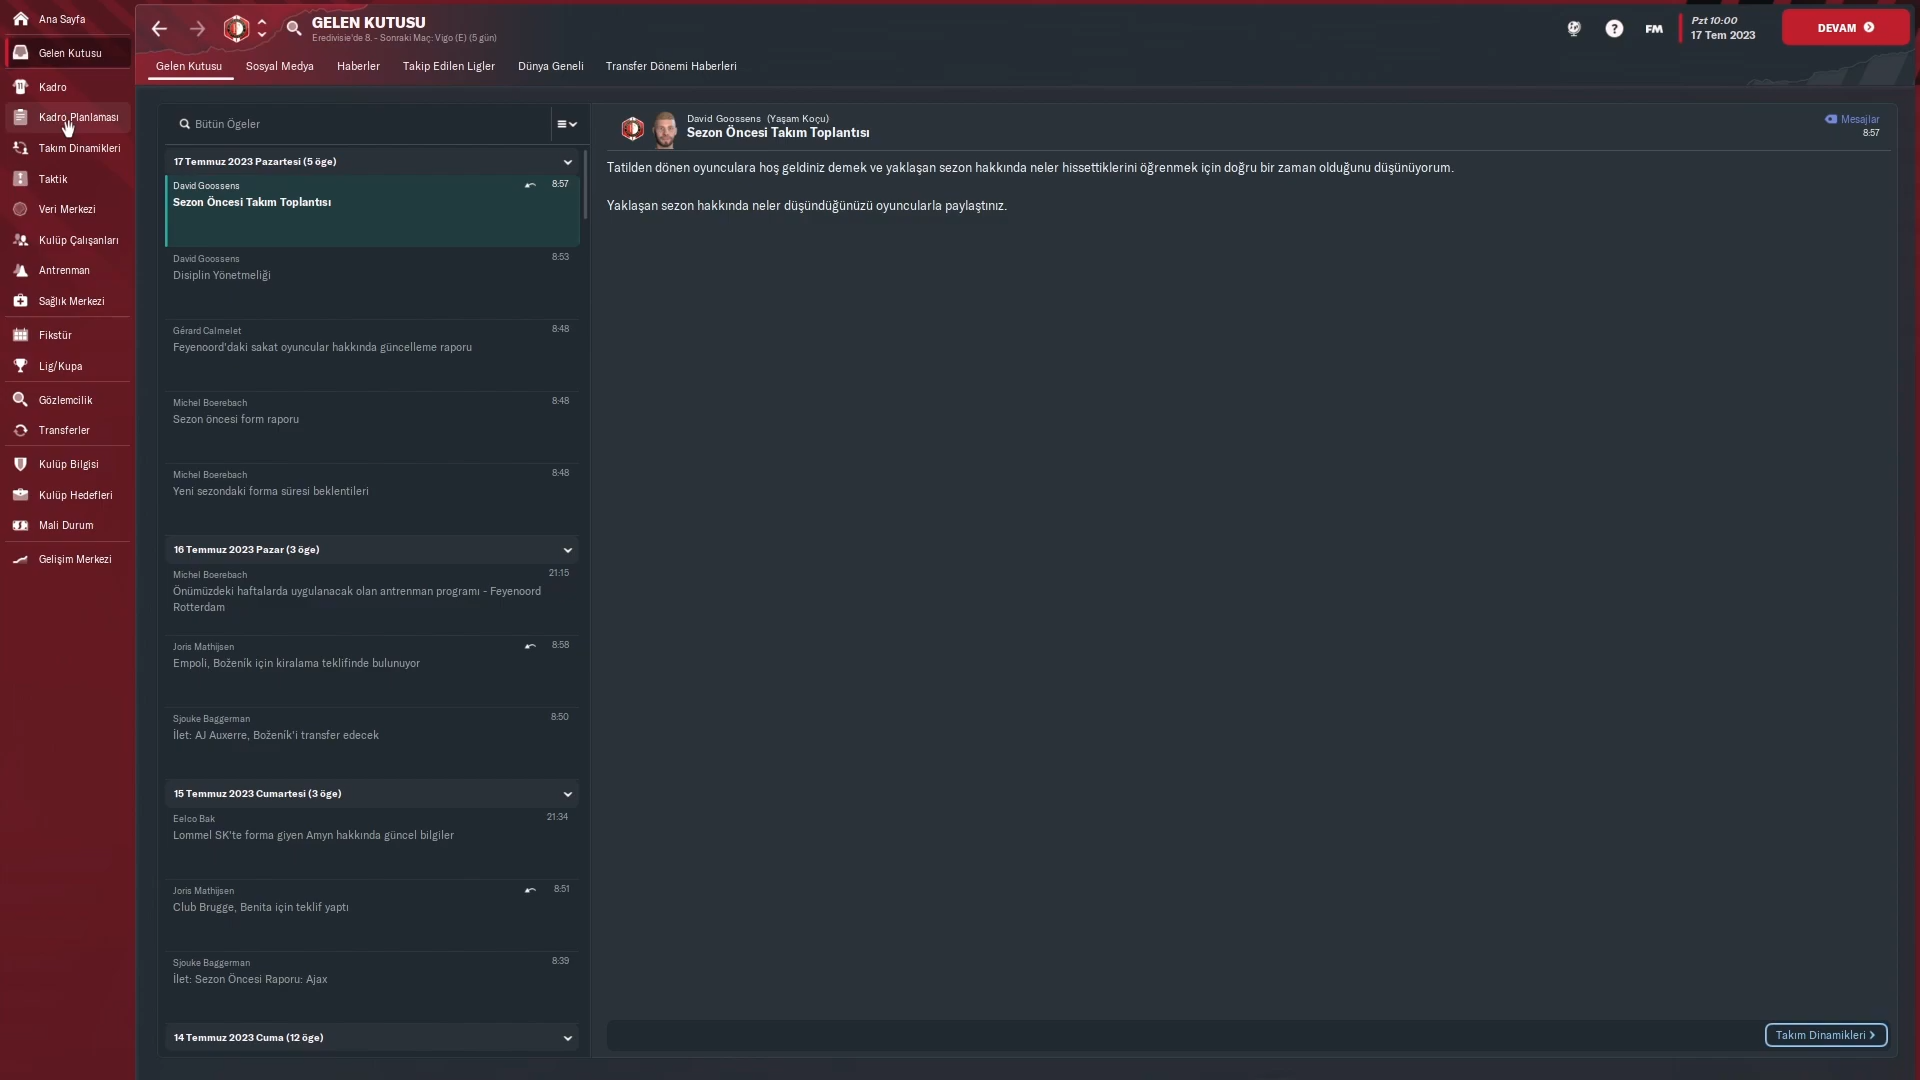 Ana Sayfa
Gelen Kutusu
Kadro
Kadro Planlaması
Takım Dinamikleri
Taktik
Veri Merkezi
Kulüp Çalışanları
Antrenman
Sağlık Merkezi
Fikstür
Lig/Kupa
Gözlemcilik
Transferler
Kulüp Bilgisi
Kulüp Hedefleri
Mali Durum
Gelişim Merkezi
GELEN KUTUSU
Eredivisie'de 8. - Sonraki Maç: Vigo (E) (5 gün)
FM
Pzt 10:00
17 Tem 2023
DEVAM
Gelen Kutusu
Sosyal Medya
Haberler
Takip Edilen Ligler
Dünya Geneli
Transfer Dönemi Haberleri
Bütün Ögeler
17 Temmuz 2023 Pazartesi (5 öge)
David Goossens 8:57
Sezon Öncesi Takım Toplantısı
David Goossens 8:53
Disiplin Yönetmeliği
Gérard Calmelet 8:48
Feyenoord'daki sakat oyuncular hakkında güncelleme raporu
Michel Boerebach 8:48
Sezon öncesi form raporu
Michel Boerebach 8:48
Yeni sezondaki forma süresi beklentileri
16 Temmuz 2023 Pazar (3 öge)
Michel Boerebach 21:15
Önümüzdeki haftalarda uygulanacak olan antrenman programı - Feyenoord
Rotterdam
Joris Mathijsen 8:58
Empoli, Boženík için kiralama teklifinde bulunuyor
Sjouke Baggerman 8:50
İlet: AJ Auxerre, Boženík'i transfer edecek
15 Temmuz 2023 Cumartesi (3 öge)
Eelco Bak 21:34
Lommel SK'te forma giyen Amyn hakkında güncel bilgiler
Joris Mathijsen 8:51
Club Brugge, Benita için teklif yaptı
Sjouke Baggerman 8:39
İlet: Sezon Öncesi Raporu: Ajax
14 Temmuz 2023 Cuma (12 öge)
David Goossens (Yaşam Koçu)
Sezon Öncesi Takım Toplantısı
Mesajlar
8:57
Tatilden dönen oyunculara hoş geldiniz demek ve yaklaşan sezon hakkında neler hissettiklerini öğrenmek için doğru bir zaman olduğunu düşünüyorum.
Yaklaşan sezon hakkında neler düşündüğünüzü oyuncularla paylaştınız.
Takım Dinamikleri